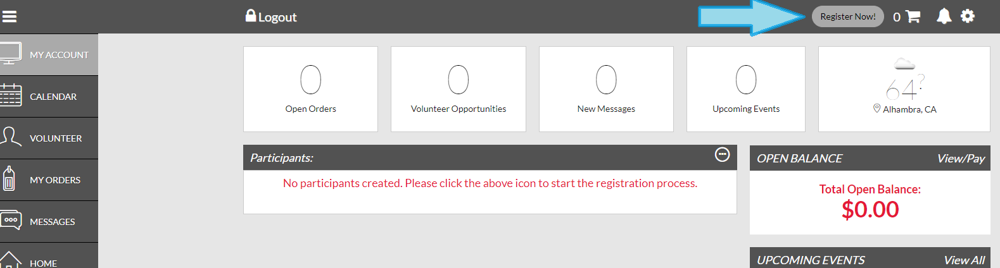 Logout
Register Now!
0
MY ACCOUNT
CALENDAR
VOLUNTEER
MY ORDERS
MESSAGES
HOME
0
Open Orders
0
Volunteer Opportunities
0
New Messages
0
Upcoming Events
64?
Alhambra, CA
Participants:
No participants created. Please click the above icon to start the registration process.
OPEN BALANCE View/Pay
Total Open Balance:
$0.00
UPCOMING EVENTS View All